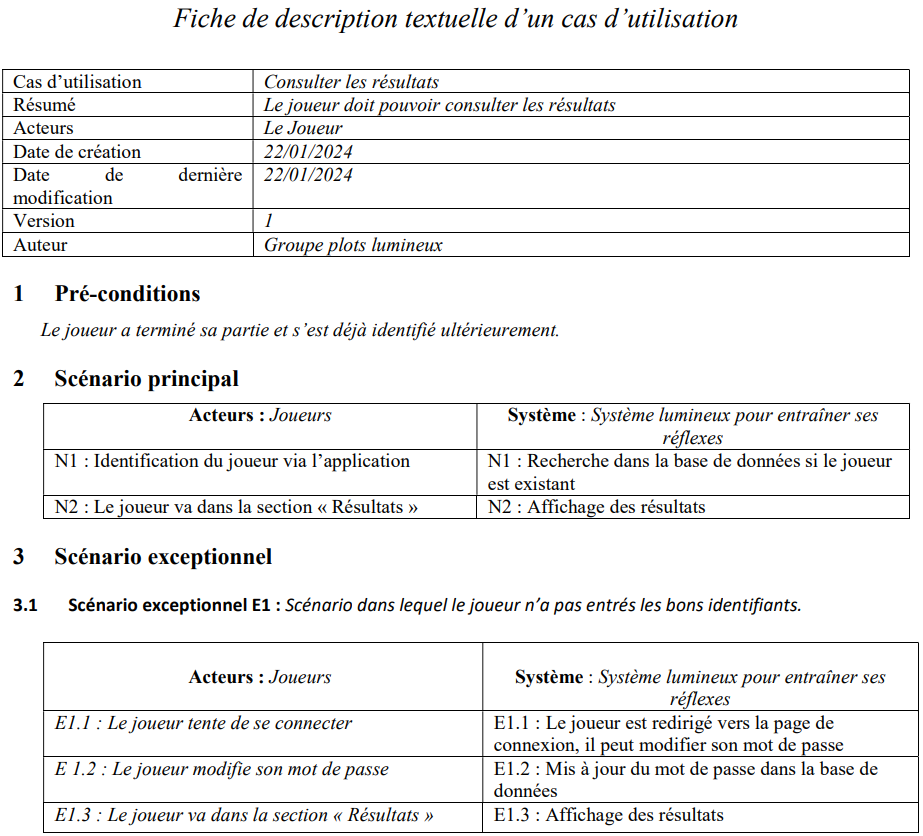 Fiche de description textuelle d’un cas d’utilisation
Cas d’utilisation Consulter les résultats
Résumé Le joueur doit pouvoir consulter les résultats
Acteurs Le Joueur
Date de création 22/01/2024
Date de dernière 22/01/2024
modification
Version 1
Auteur Groupe plots lumineux
1 Pré-conditions
Le joueur a terminé sa partie et s’est déjà identifié ultérieurement.
2 Scénario principal
Acteurs : Joueurs
Système : Système lumineux pour entraîner ses
réflexes
N1 : Identification du joueur via l’application
N1 : Recherche dans la base de données si le joueur
est existant
N2 : Le joueur va dans la section « Résultats »
N2 : Affichage des résultats
3 Scénario exceptionnel
3.1 Scénario exceptionnel E1 : Scénario dans lequel le joueur n’a pas entrés les bons identifiants.
Acteurs : Joueurs
Système : Système lumineux pour entraîner ses
réflexes
E1.1 : Le joueur tente de se connecter
E1.1 : Le joueur est redirigé vers la page de
connexion, il peut modifier son mot de passe
E 1.2 : Le joueur modifie son mot de passe
E1.2 : Mis à jour du mot de passe dans la base de
données
E1.3 : Le joueur va dans la section « Résultats »
E1.3 : Affichage des résultats